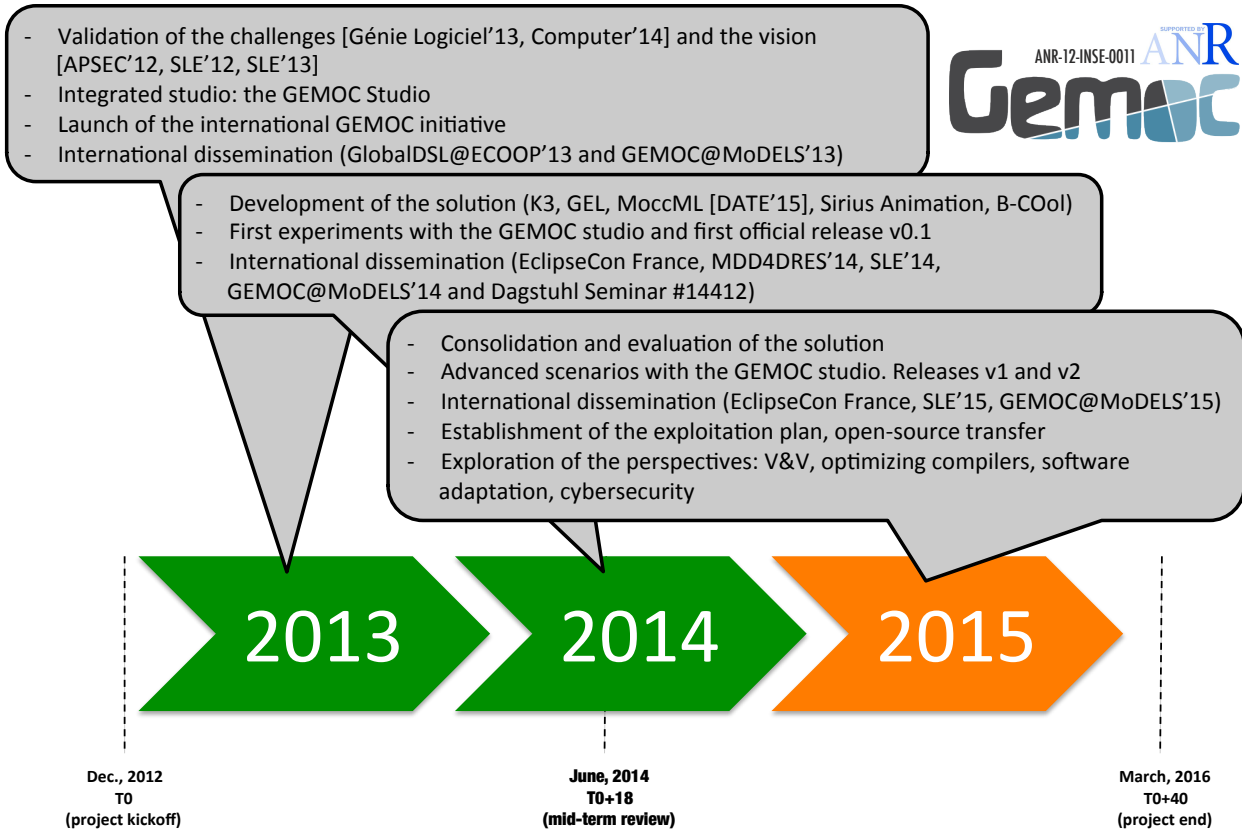 - Validation of the challenges [Génie Logiciel’13, Computer’14] and the vision
[APSEC’12, SLE’12, SLE’13]
- Integrated studio: the GEMOC Studio
- Launch of the international GEMOC initiative
- International dissemination (GlobalDSL@ECOOP’13 and GEMOC@MoDELS’13)
SUPPORTED BY
ANR-12-INSE-0011 ANR
Gemoc
- Development of the solution (K3, GEL, MoccML [DATE’15], Sirius Animation, B-COol)
- First experiments with the GEMOC studio and first official release v0.1
- International dissemination (EclipseCon France, MDD4DRES’14, SLE’14,
GEMOC@MoDELS’14 and Dagstuhl Seminar #14412)
- Consolidation and evaluation of the solution
- Advanced scenarios with the GEMOC studio. Releases v1 and v2
- International dissemination (EclipseCon France, SLE’15, GEMOC@MoDELS’15)
- Establishment of the exploitation plan, open-source transfer
- Exploration of the perspectives: V&V, optimizing compilers, software
adaptation, cybersecurity
2013
2014
2015
Dec., 2012
T0
(project kickoff)
June, 2014
T0+18
(mid-term review)
March, 2016
T0+40
(project end)